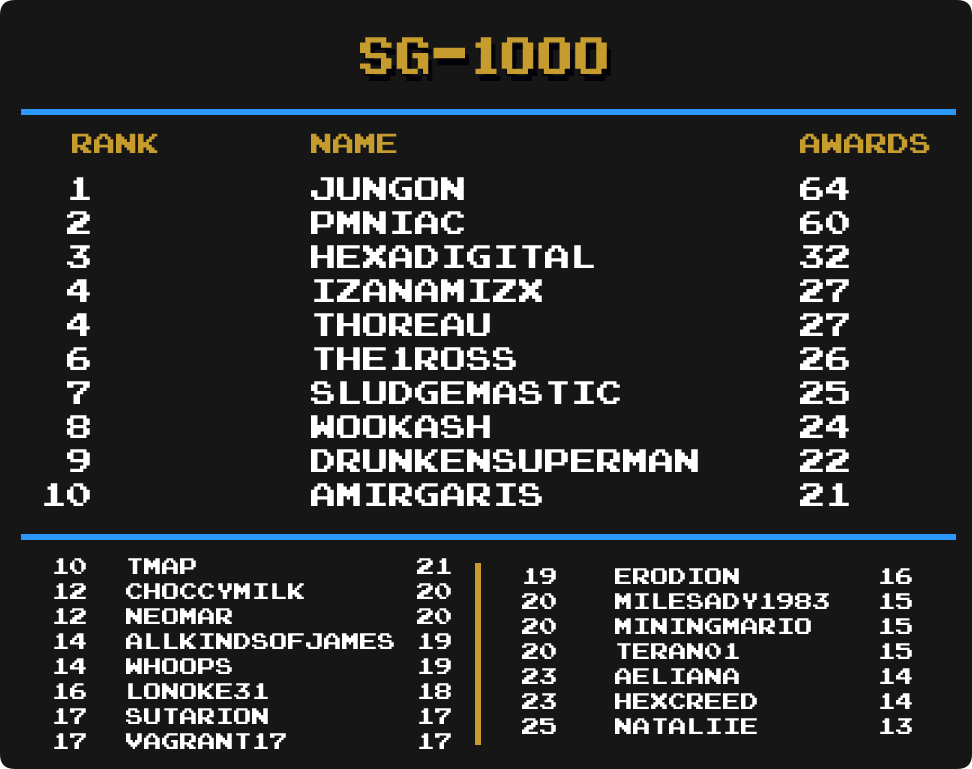 SG-1000
RANK NAME AWARDS
1 JUNGON 64
2 PMNIAC 60
3 HEXADIGITAL 32
4 IZANAMIZX 27
4 THOREAU 27
6 THE1ROSS 26
7 SLUDGEMASTIC 25
8 WOOKASH 24
9 DRUNKENSUPERMAN 22
10 AMIRGARIS 21
10 TMAP 21
12 CHOCCYMILK 20
12 NEOMAR 20
14 ALLKINDSOFJAMES 19
14 WHOOPS 19
16 LONOKE31 18
17 SUTARION 17
17 VAGRANT17 17
19 ERODION 16
20 MILESADY1983 15
20 MININGMARIO 15
20 TERAN01 15
23 AELIANA 14
23 HEXCREED 14
25 NATALIIE 13